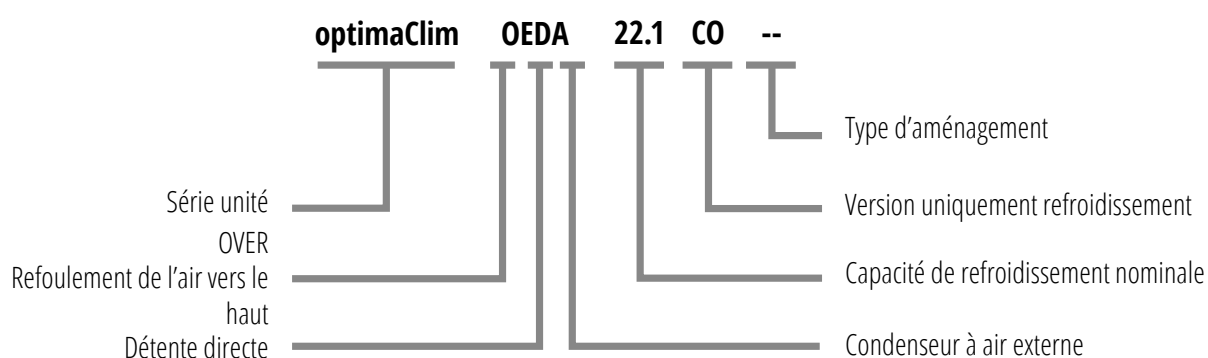 optimaClim OEDA 22.1 CO --
Type d’aménagement
Série unité
Version uniquement refroidissement
OVER
Refoulement de l’air vers le
haut
Capacité de refroidissement nominale
Détente directe
Condenseur à air externe